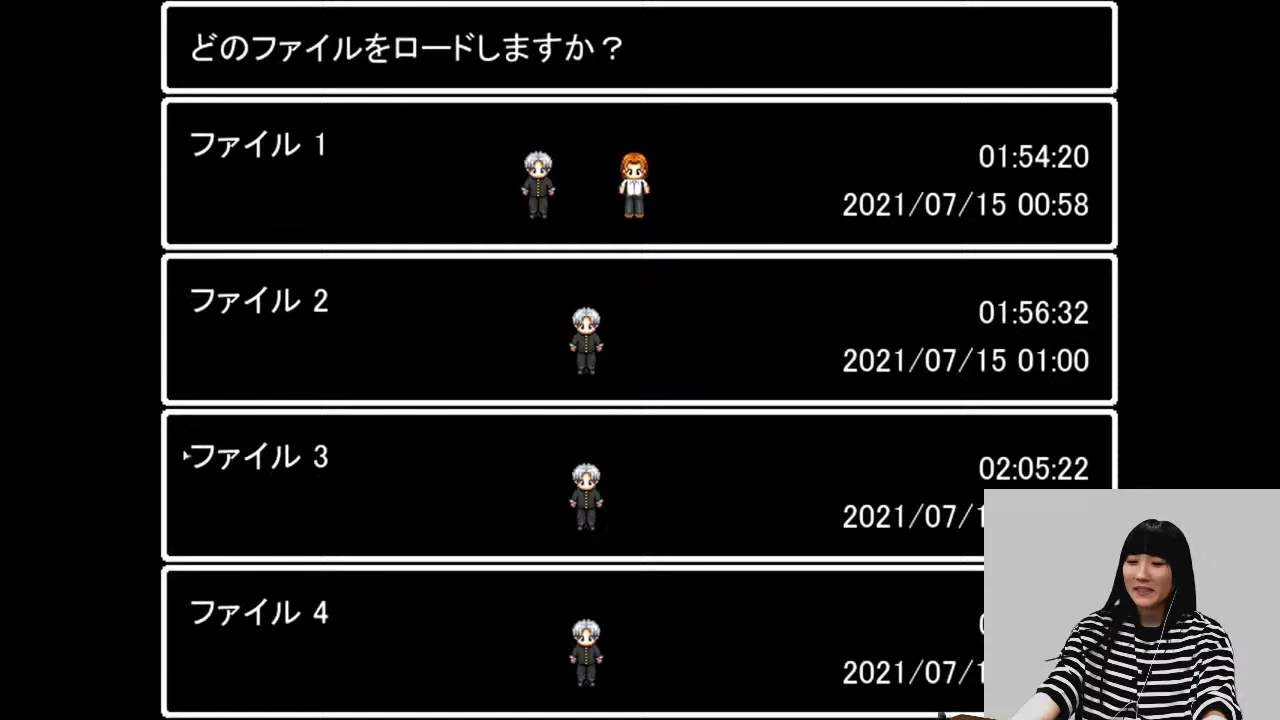 どのファイルをロードしますか？
ファイル 1
01:54:20
2021/07/15 00:58
ファイル 2
01:56:32
2021/07/15 01:00
ファイル 3
02:05:22
2021/07/1
ファイル 4
2021/07/1